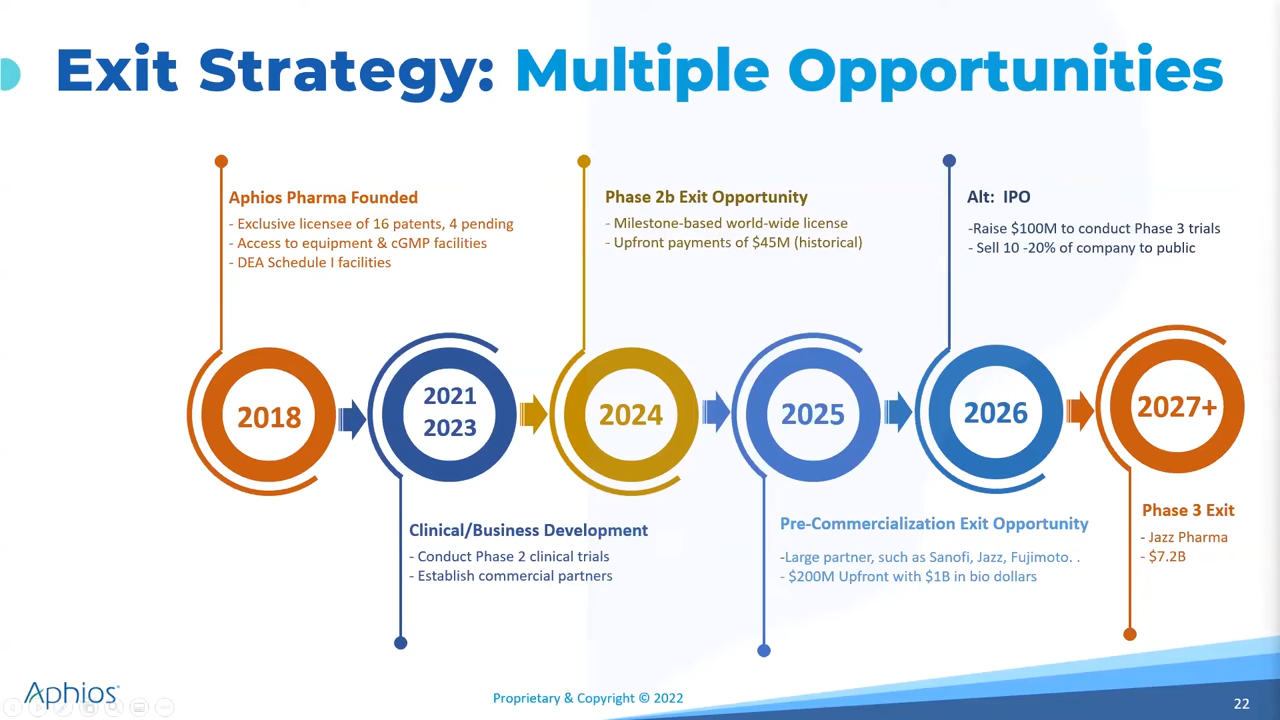 Exit Strategy: Multiple Opportunities
Aphios Pharma Founded
- Exclusive licensee of 16 patents, 4 pending
- Access to equipment & cGMP facilities
- DEA Schedule I facilities
Phase 2b Exit Opportunity
- Milestone-based world-wide license
- Upfront payments of $45M (historical)
Alt: IPO
-Raise $100M to conduct Phase 3 trials
- Sell 10 -20% of company to public
2018
2021
2023
2024
2025
2026
2027+
Clinical/Business Development
- Conduct Phase 2 clinical trials
- Establish commercial partners
Pre-Commercialization Exit Opportunity
-Large partner, such as Sanofi, Jazz, Fujimoto. .
- $200M Upfront with $1B in bio dollars
Phase 3 Exit
- Jazz Pharma
- $7.2B
Aphios®
Proprietary & Copyright © 2022
22